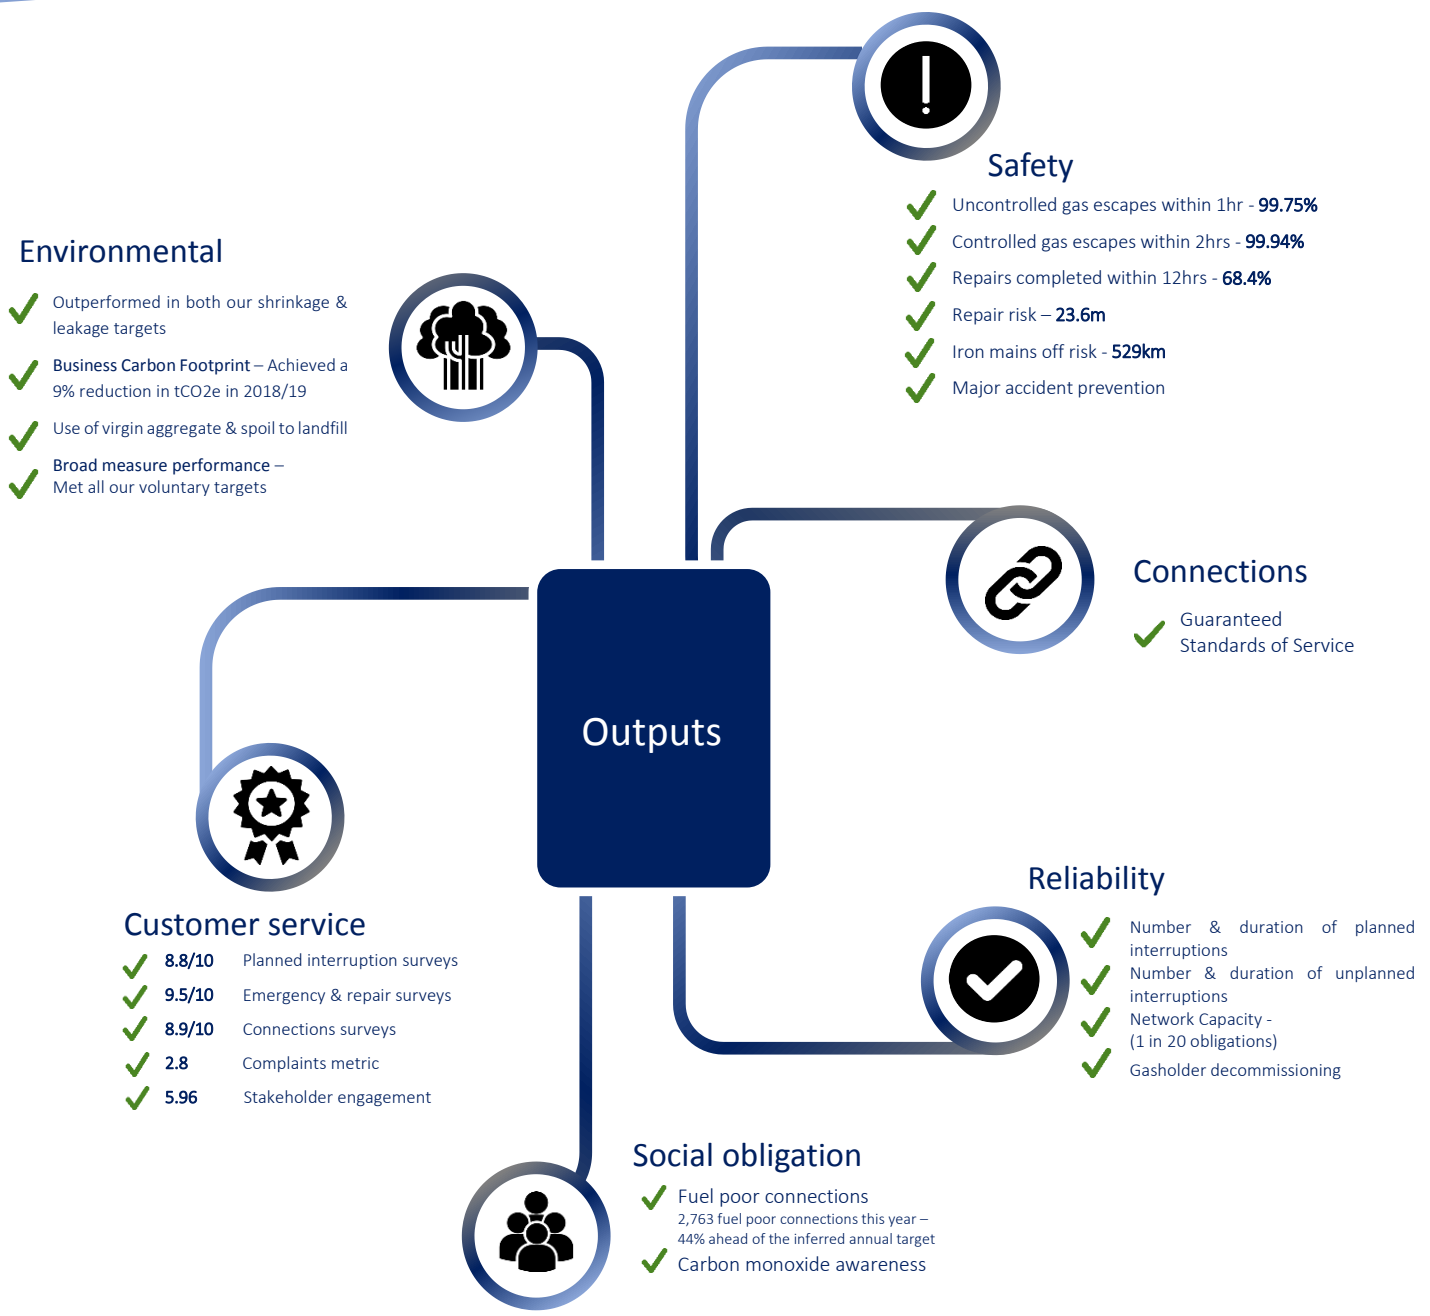 Safety
Uncontrolled gas escapes within 1hr - 99.75%
Controlled gas escapes within 2hrs - 99.94%
Repairs completed within 12hrs - 68.4%
Repair risk – 23.6m
Iron mains off risk - 529km
Major accident prevention
Environmental
Outperformed in both our shrinkage &
leakage targets
Business Carbon Footprint – Achieved a
9% reduction in tCO2e in 2018/19
Use of virgin aggregate & spoil to landfill
Broad measure performance –
Met all our voluntary targets
Connections
Guaranteed
Standards of Service
Outputs
Customer service
8.8/10 Planned interruption surveys
9.5/10 Emergency & repair surveys
8.9/10 Connections surveys
2.8 Complaints metric
5.96 Stakeholder engagement
Reliability
Number & duration of planned
interruptions
Number & duration of unplanned
interruptions
Network Capacity -
(1 in 20 obligations)
Gasholder decommissioning
Social obligation
Fuel poor connections
2,763 fuel poor connections this year –
44% ahead of the inferred annual target
Carbon monoxide awareness